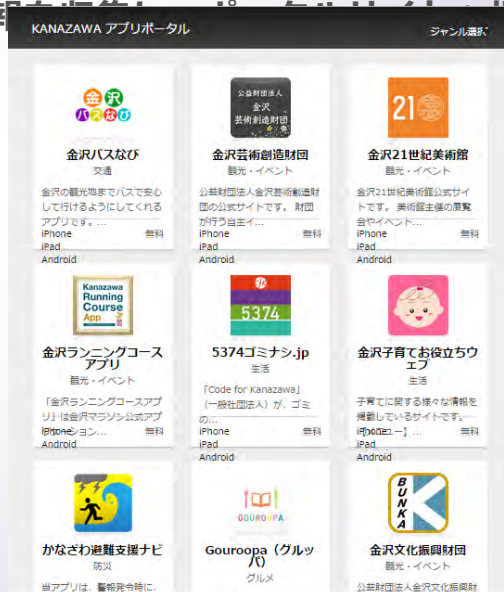 KANAZAWA アプリポータル
ジャンル選択
金沢
バスなび
公益財団法人
金沢
芸術創造財団
21
金沢バスなび
交通
金沢の観光地までバスで安心
して行けるようにしてくれる
アプリです。...
iPhone
iPad
Android
無料
金沢芸術創造財団
観光・イベント
公益財団法人金沢芸術創造財
団の公式サイトです。 財団
が行う自主イ...
iPhone
iPad
Android
無料
金沢21世紀美術館
観光・イベント
金沢21世紀美術館公式サイ
トです。 美術館主催の展覧
会やイベント...
iPhone
iPad
Android
無料
Kanazawa
Running
Course
App
金沢ランニングコース
アプリ
観光・イベント
「金沢ランニングコースアプ
リ」は金沢マラソン公式アプ
iPhone
ション...
無料
Android
5374
5374ゴミナシ.jp
生活
「Code for Kanazawa」
(一般社団法人) が、ゴミ
の...
iPhone
iPad
Android
無料
金沢子育てお役立ちウ
ェブ
生活
子育てに関する様々な情報を
掲載しているサイトです。
iPhone
ュー】...
無料
iPad
Android
かなざわ避難支援ナビ
防災
当アプリは、警報発令時に、
GOUROOPA
Gouroopa（グルッ
パ）
グルメ
BUNKA
K
金沢文化振興財団
観光・イベント
公益財団法人金沢文化振興財